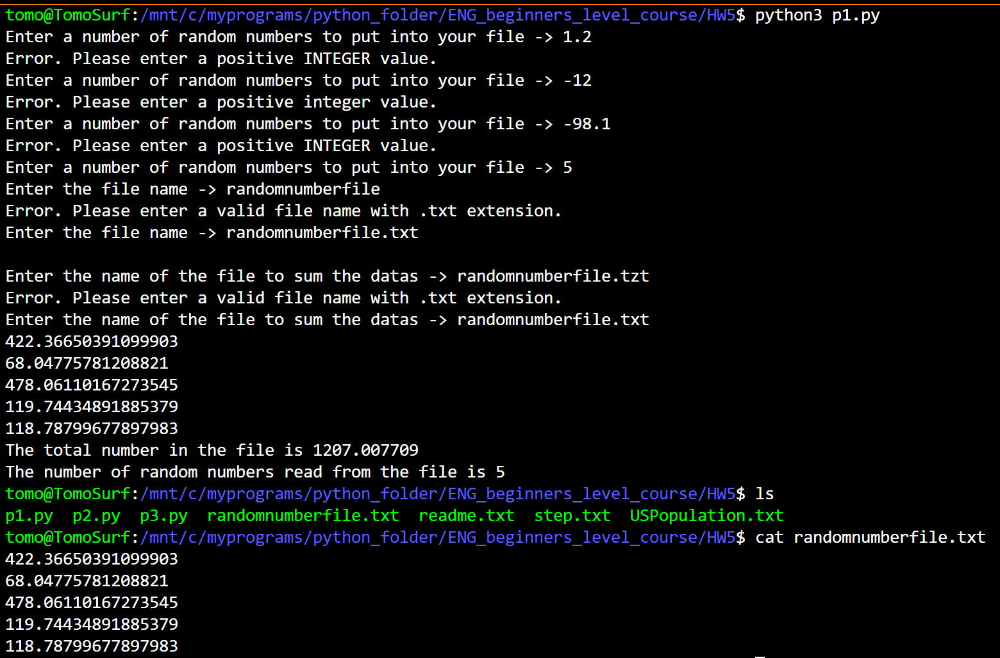 tomo@TomoSurf:/mnt/c/myprograms/python_folder/ENG_beginners_level_course/HW5$ python3 p1.py
Enter a number of random numbers to put into your file -> 1.2
Error. Please enter a positive INTEGER value.
Enter a number of random numbers to put into your file -> -12
Error. Please enter a positive integer value.
Enter a number of random numbers to put into your file -> -98.1
Error. Please enter a positive INTEGER value.
Enter a number of random numbers to put into your file -> 5
Enter the file name -> randomnumberfile
Error. Please enter a valid file name with .txt extension.
Enter the file name -> randomnumberfile.txt

Enter the name of the file to sum the datas -> randomnumberfile.tzt
Error. Please enter a valid file name with .txt extension.
Enter the name of the file to sum the datas -> randomnumberfile.txt
422.36650391099903
68.04775781208821
478.06110167273545
119.74434891885379
118.78799677897983
The total number in the file is 1207.007709
The number of random numbers read from the file is 5
tomo@TomoSurf:/mnt/c/myprograms/python_folder/ENG_beginners_level_course/HW5$ ls
p1.py  p2.py  p3.py  randomnumberfile.txt  readme.txt  step.txt  USPopulation.txt
tomo@TomoSurf:/mnt/c/myprograms/python_folder/ENG_beginners_level_course/HW5$ cat randomnumberfile.txt
422.36650391099903
68.04775781208821
478.06110167273545
119.74434891885379
118.78799677897983